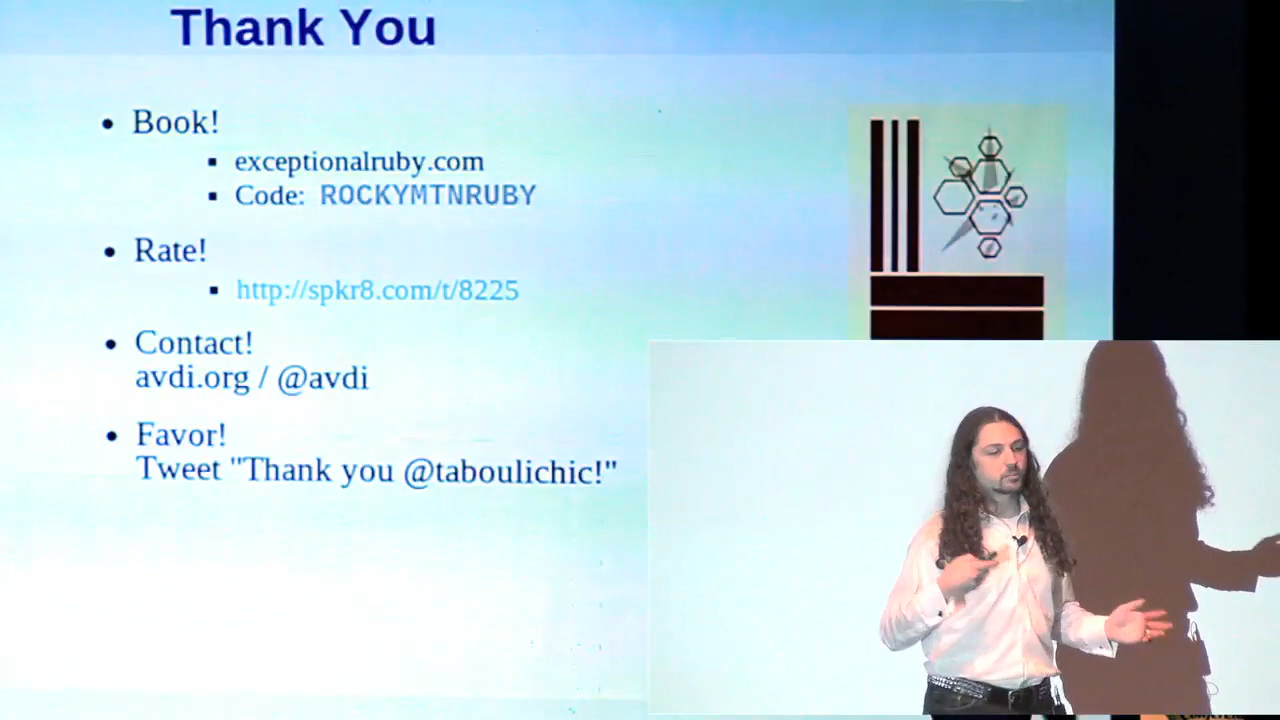 Thank You
Book!
exceptionalruby.com
Code: ROCKYMTNRUBY
Rate!
http://spkr8.com/t/8225
Contact!
avdi.org / @avdi
Favor!
Tweet "Thank you @taboulichic!"